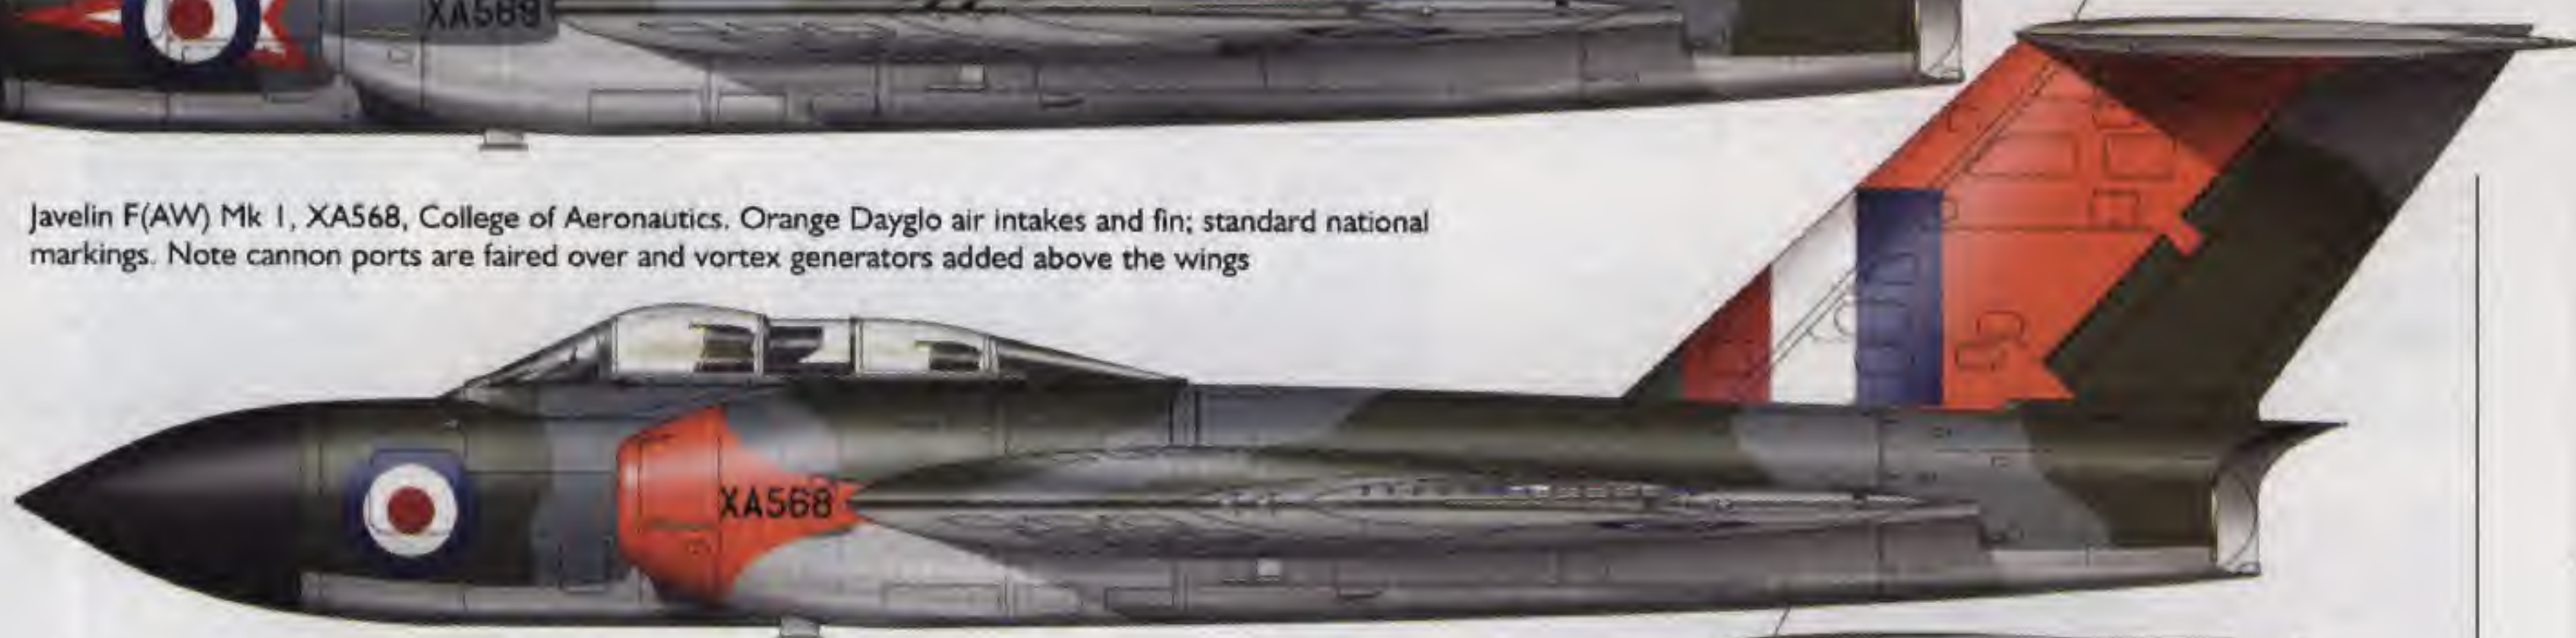 XA569
Javelin F(AW) Mk 1, XA568, College of Aeronautics. Orange Dayglo air intakes and fin; standard national
markings. Note cannon ports are faired over and vortex generators added above the wings
XA568